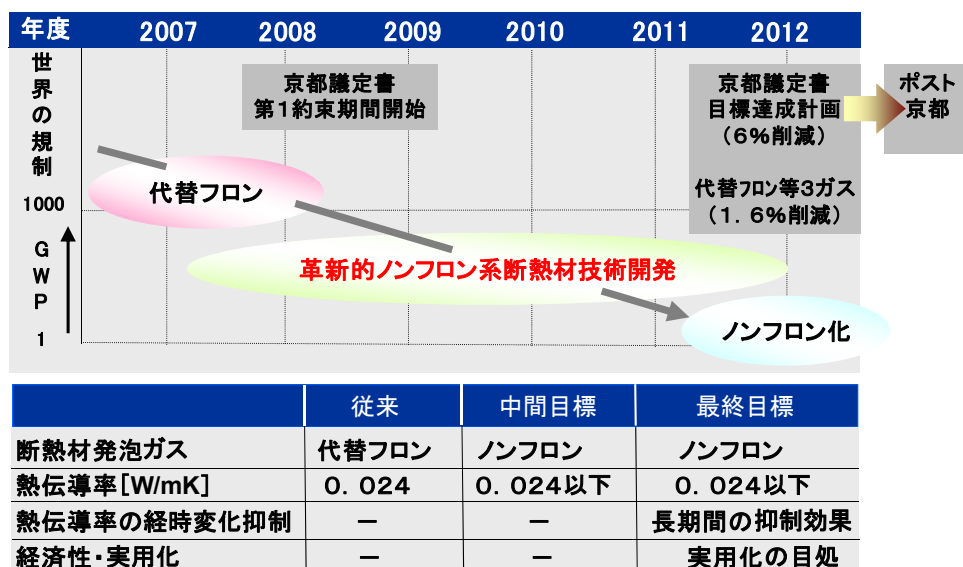 年度 2007 2008 2009 2010 2011 2012
世界の規制
京都議定書
第1約束期間開始
京都議定書
目標達成計画
(6%削減)
代替フロン等3ガス
(1.6%削減)
ポスト
京都
代替フロン
1000
GWP
1
革新的ノンフロン系断熱材技術開発
ノンフロン化
従来 中間目標 最終目標
断熱材発泡ガス 代替フロン ノンフロン ノンフロン
熱伝導率[W/mK] 0.024 0.024以下 0.024以下
熱伝導率の経時変化抑制 － － 長期間の抑制効果
経済性・実用化 － － 実用化の目処